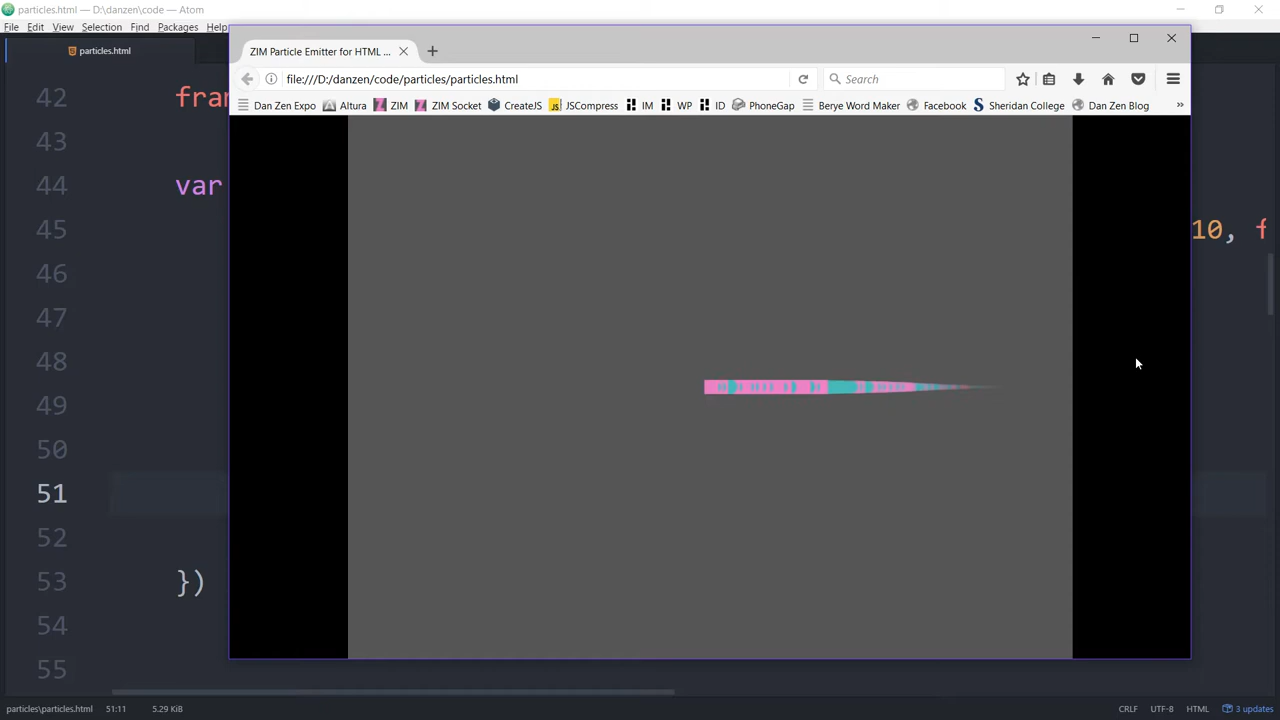 particles.html — D:\danzen\code — Atom
File Edit View Selection Find Packages Help
particles.html
ZIM Particle Emitter for HTML ...
file:///D:/danzen/code/particles/particles.html
Search
Dan Zen Expo Altura ZIM ZIM Socket CreateJS JSCompress IM WP ID PhoneGap Berye Word Maker Facebook Sheridan College Dan Zen Blog »
42 fran
43
44 var
45 10, f
46
47
48
49
50
51
52
53 })
54
55
particles\particles.html 51:11 5.29 KiB CRLF UTF-8 HTML 3 updates